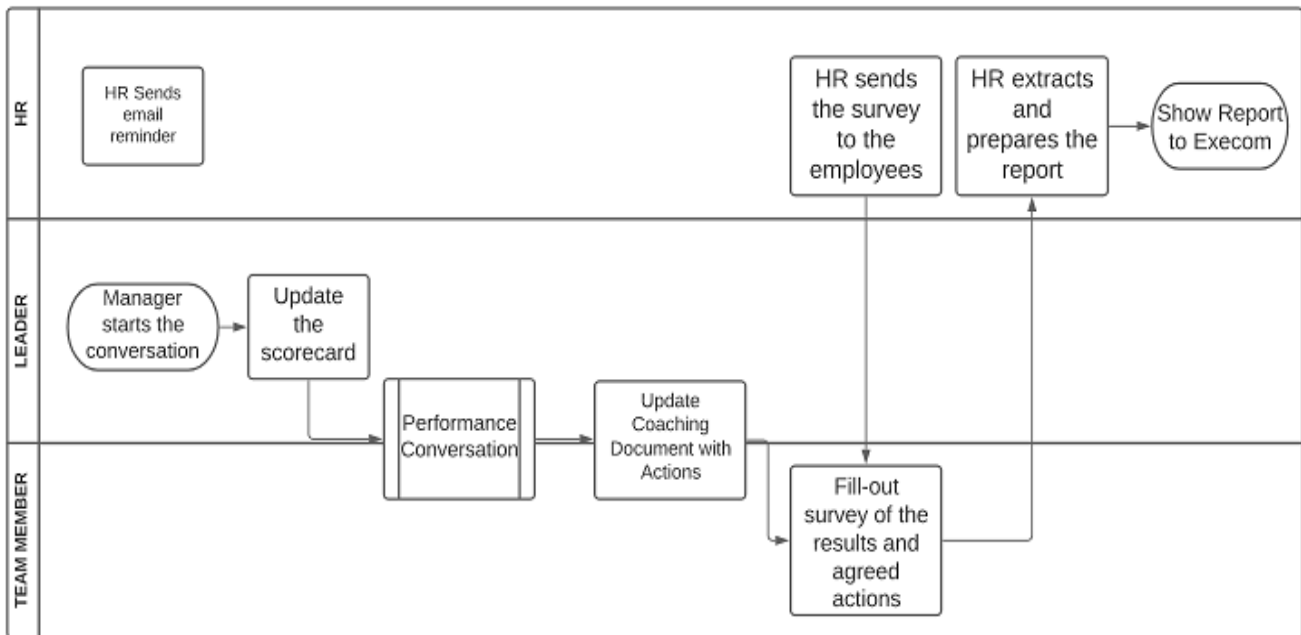 HR
HR Sends
email
reminder
HR sends
the survey
to the
employees
HR extracts
and
prepares the
report
Show Report
to Execom
LEADER
Manager
starts the
conversation
Update
the
scorecard
Performance
Conversation
Update
Coaching
Document with
Actions
TEAM MEMBER
Fill-out
survey of the
results and
agreed
actions